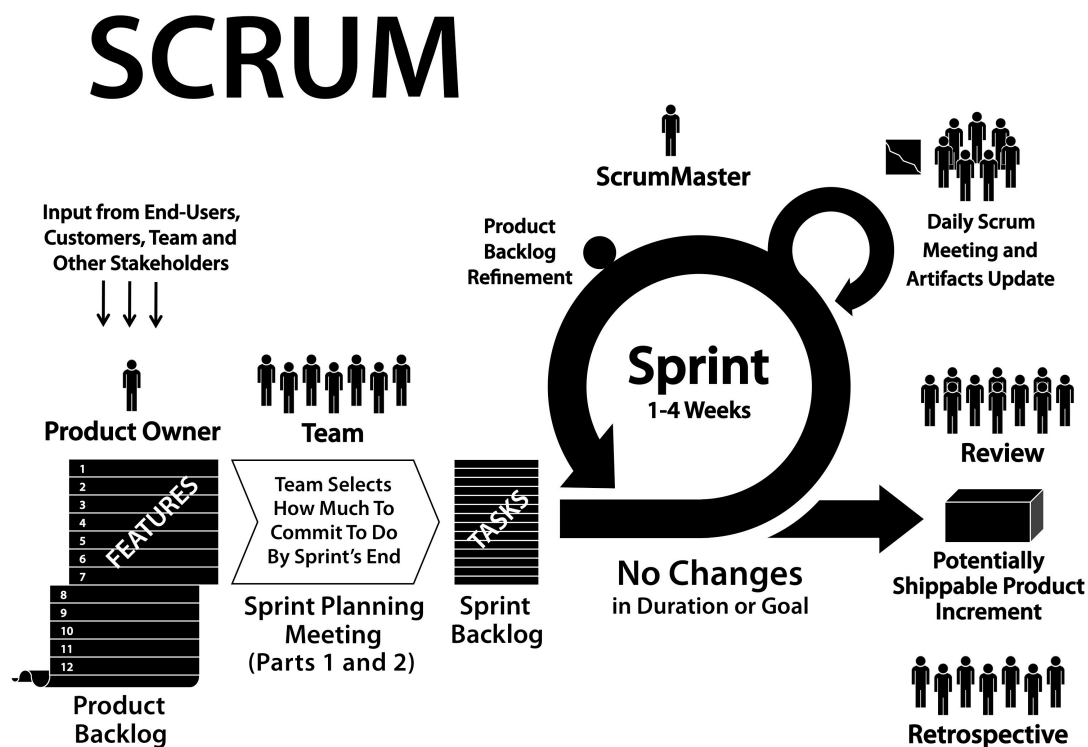 SCRUM
Input from End-Users,
Customers, Team and
Other Stakeholders
Product Owner
Team
1
2
3
4
5
6
7
FEATURES
8
9
10
11
12
Product
Backlog
Team Selects
How Much To
Commit To Do
By Sprint's End
Sprint Planning
Meeting
(Parts 1 and 2)
TASKS
Sprint
Backlog
Product
Backlog
Refinement
ScrumMaster
Sprint
1-4 Weeks
No Changes
in Duration or Goal
Daily Scrum
Meeting and
Artifacts Update
Review
Potentially
Shippable Product
Increment
Retrospective